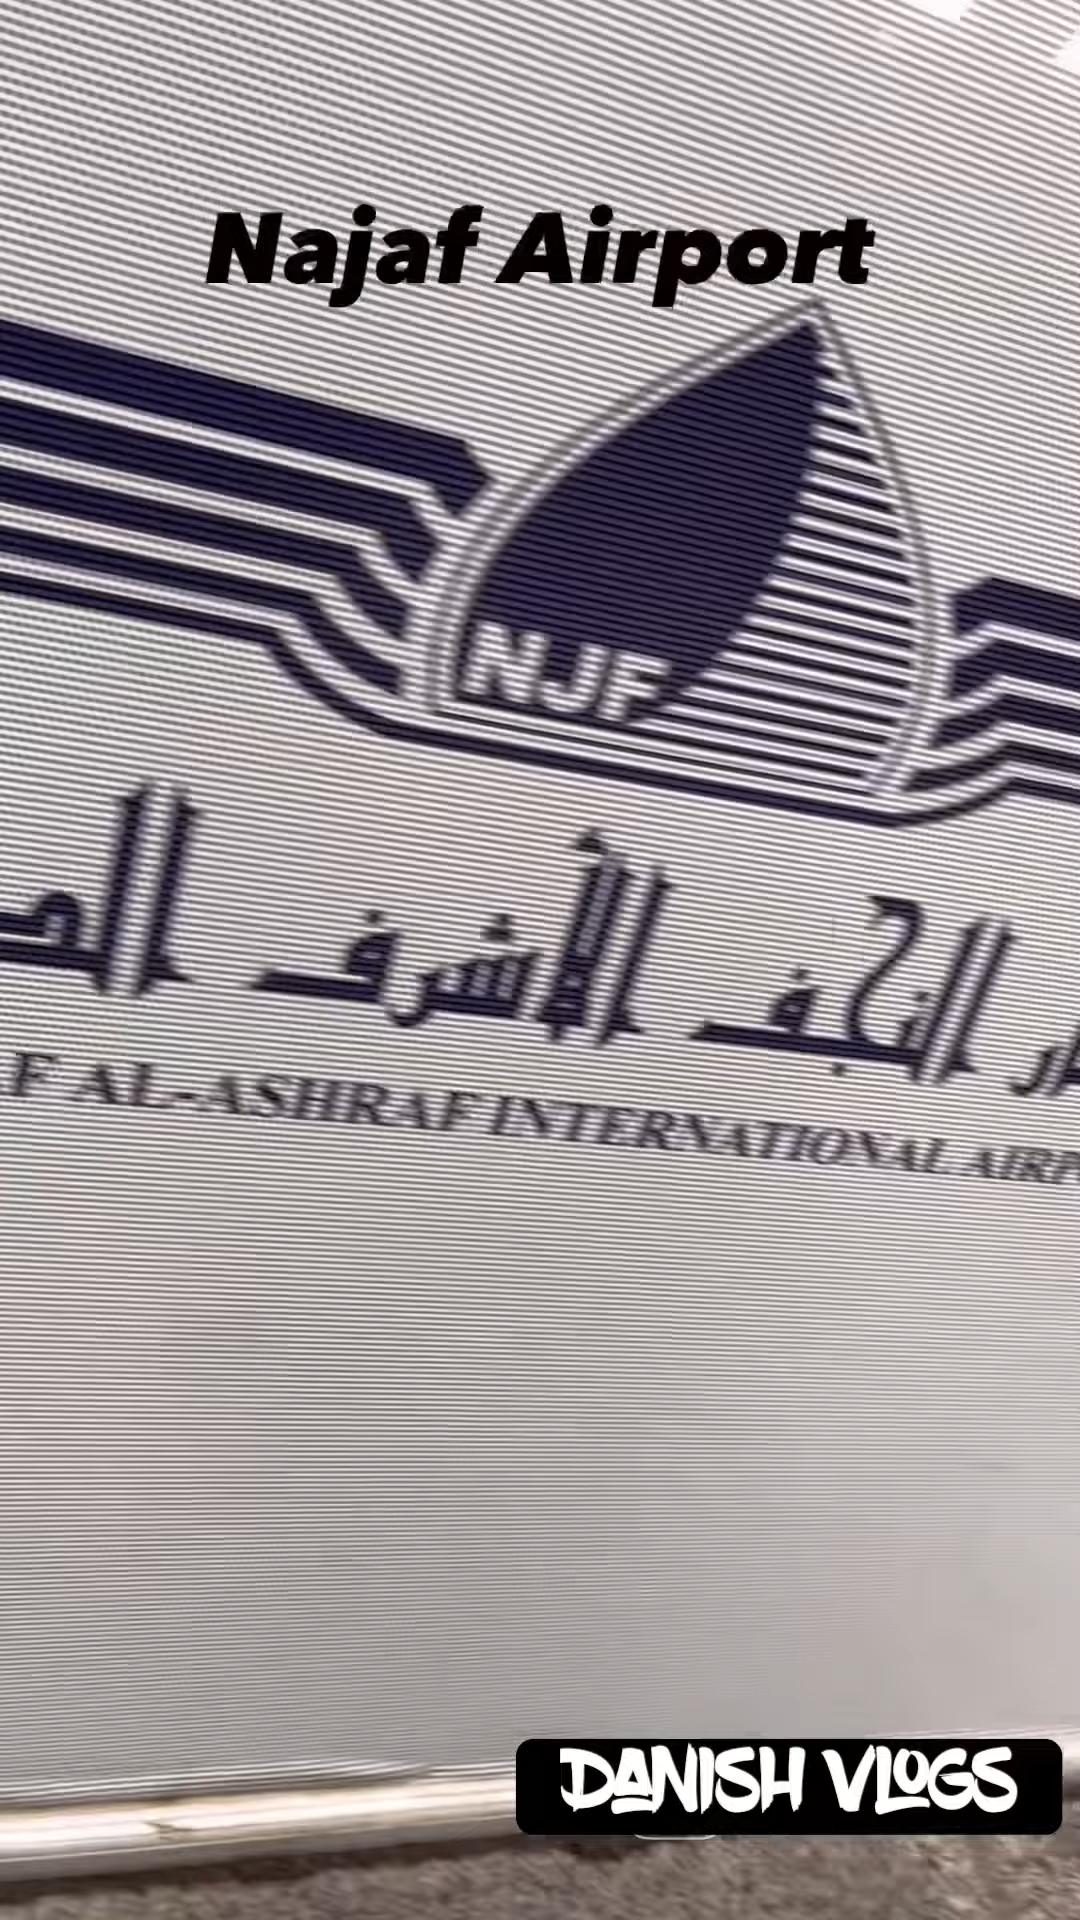 Najaf Airport
NJF
النجف الأشرف
AL-ASHRAF INTERNATIONAL
DANISH VLOGS